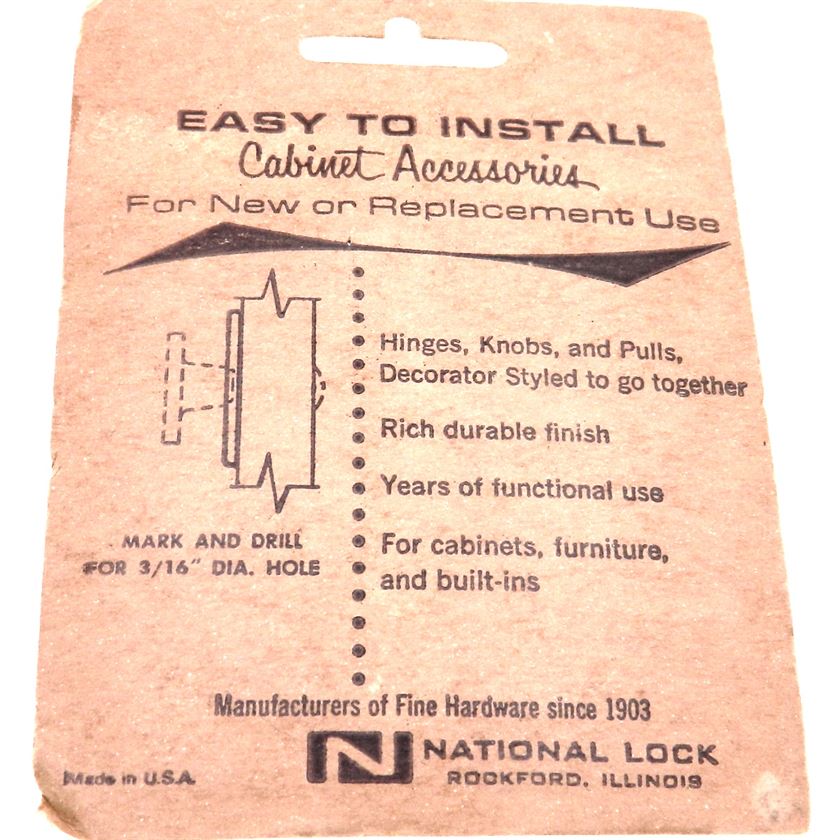 EASY TO INSTALL
Cabinet Accessories
For New or Replacement Use
Hinges, Knobs, and Pulls,
Decorator Styled to go together
Rich durable finish
Years of functional use
For cabinets, furniture,
and built-ins
MARK AND DRILL
FOR 3/16" DIA. HOLE
Manufacturers of Fine Hardware since 1903
N NATIONAL LOCK
ROCKFORD, ILLINOIS
Made in U.S.A.